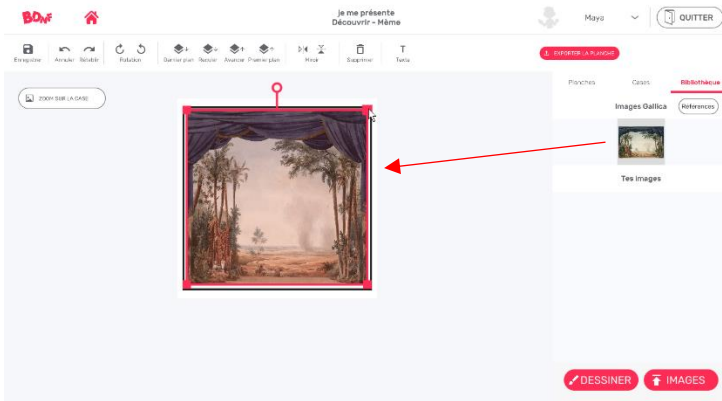 BDnF
je me présente
Découvrir - Même
Maya
QUITTER
Enregistrer Annuler Rétablir Rotation Dernier plan Reculer Avancer Premier plan Miroir Supprimer Texte
EXPORTER LA PLANCHE
ZOOM SUR LA CASE
Planches Cases Bibliothèque
Images Gallica Références
Tes images
DESSINER IMAGES